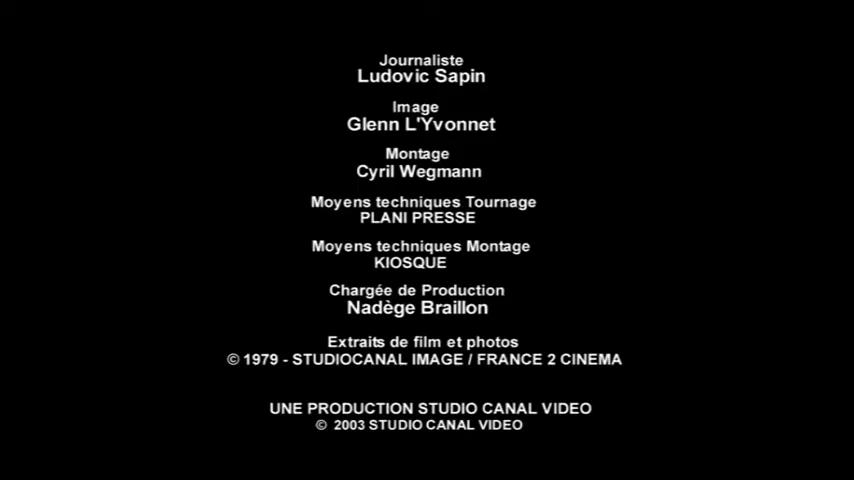 Journaliste
Ludovic Sapin
Image
Glenn L'Yvonnet
Montage
Cyril Wegmann
Moyens techniques Tournage
PLANI PRESSE
Moyens techniques Montage
KIOSQUE
Chargée de Production
Nadège Braillon
Extraits de film et photos
© 1979 - STUDIOCANAL IMAGE / FRANCE 2 CINEMA
UNE PRODUCTION STUDIO CANAL VIDEO
© 2003 STUDIO CANAL VIDEO